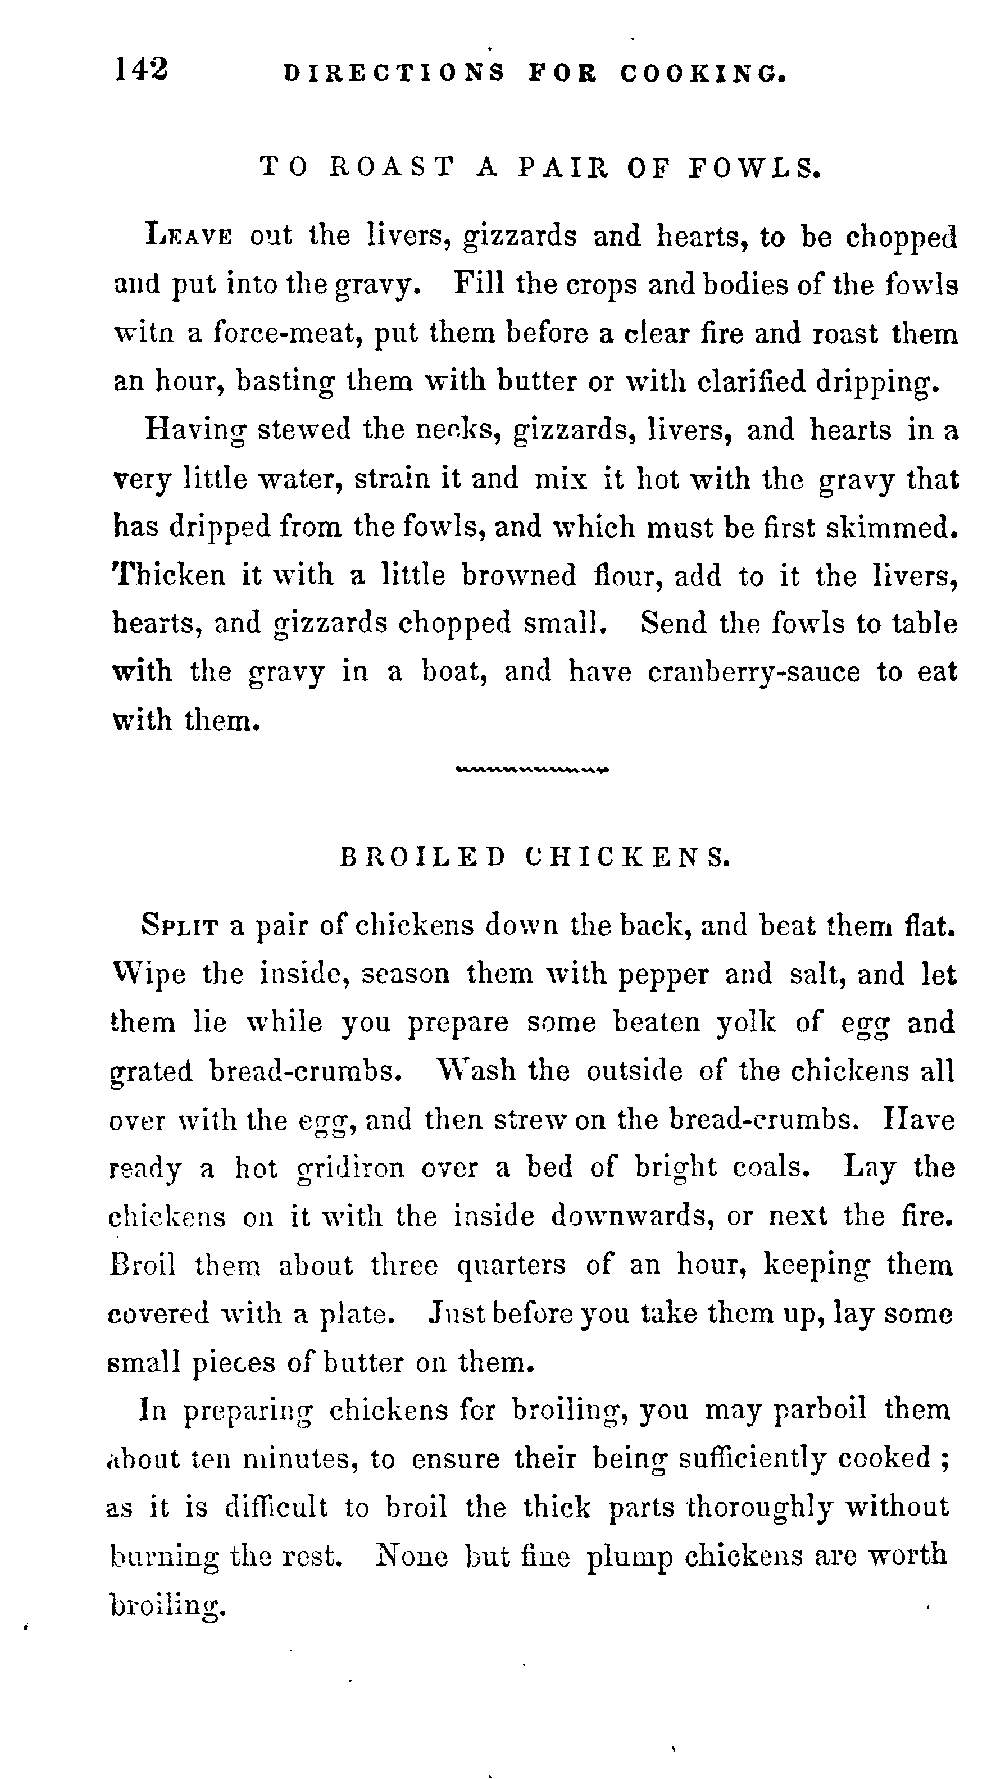 142 DIRECTIONS FOR COOKING.
TO ROAST A PAIR OF FOWLS.
LEAVE out the livers, gizzards and hearts, to be chopped
and put into the gravy. Fill the crops and bodies of the fowls
witn a force-meat, put them before a clear fire and roast them
an hour, basting them with butter or with clarified dripping.
Having stewed the necks, gizzards, livers, and hearts in a
very little water, strain it and mix it hot with the gravy that
has dripped from the fowls, and which must be first skimmed.
Thicken it with a little browned flour, add to it the livers,
hearts, and gizzards chopped small. Send the fowls to table
with the gravy in a boat, and have cranberry-sauce to eat
with them.
BROILED CHICKENS.
SPLIT a pair of chickens down the back, and beat them flat.
Wipe the inside, season them with pepper and salt, and let
them lie while you prepare some beaten yolk of egg and
grated bread-crumbs. Wash the outside of the chickens all
over with the egg, and then strew on the bread-crumbs. Have
ready a hot gridiron over a bed of bright coals. Lay the
chickens on it with the inside downwards, or next the fire.
Broil them about three quarters of an hour, keeping them
covered with a plate. Just before you take them up, lay some
small pieces of butter on them.
In preparing chickens for broiling, you may parboil them
about ten minutes, to ensure their being sufficiently cooked ;
as it is difficult to broil the thick parts thoroughly without
burning the rest. None but fine plump chickens are worth
broiling.